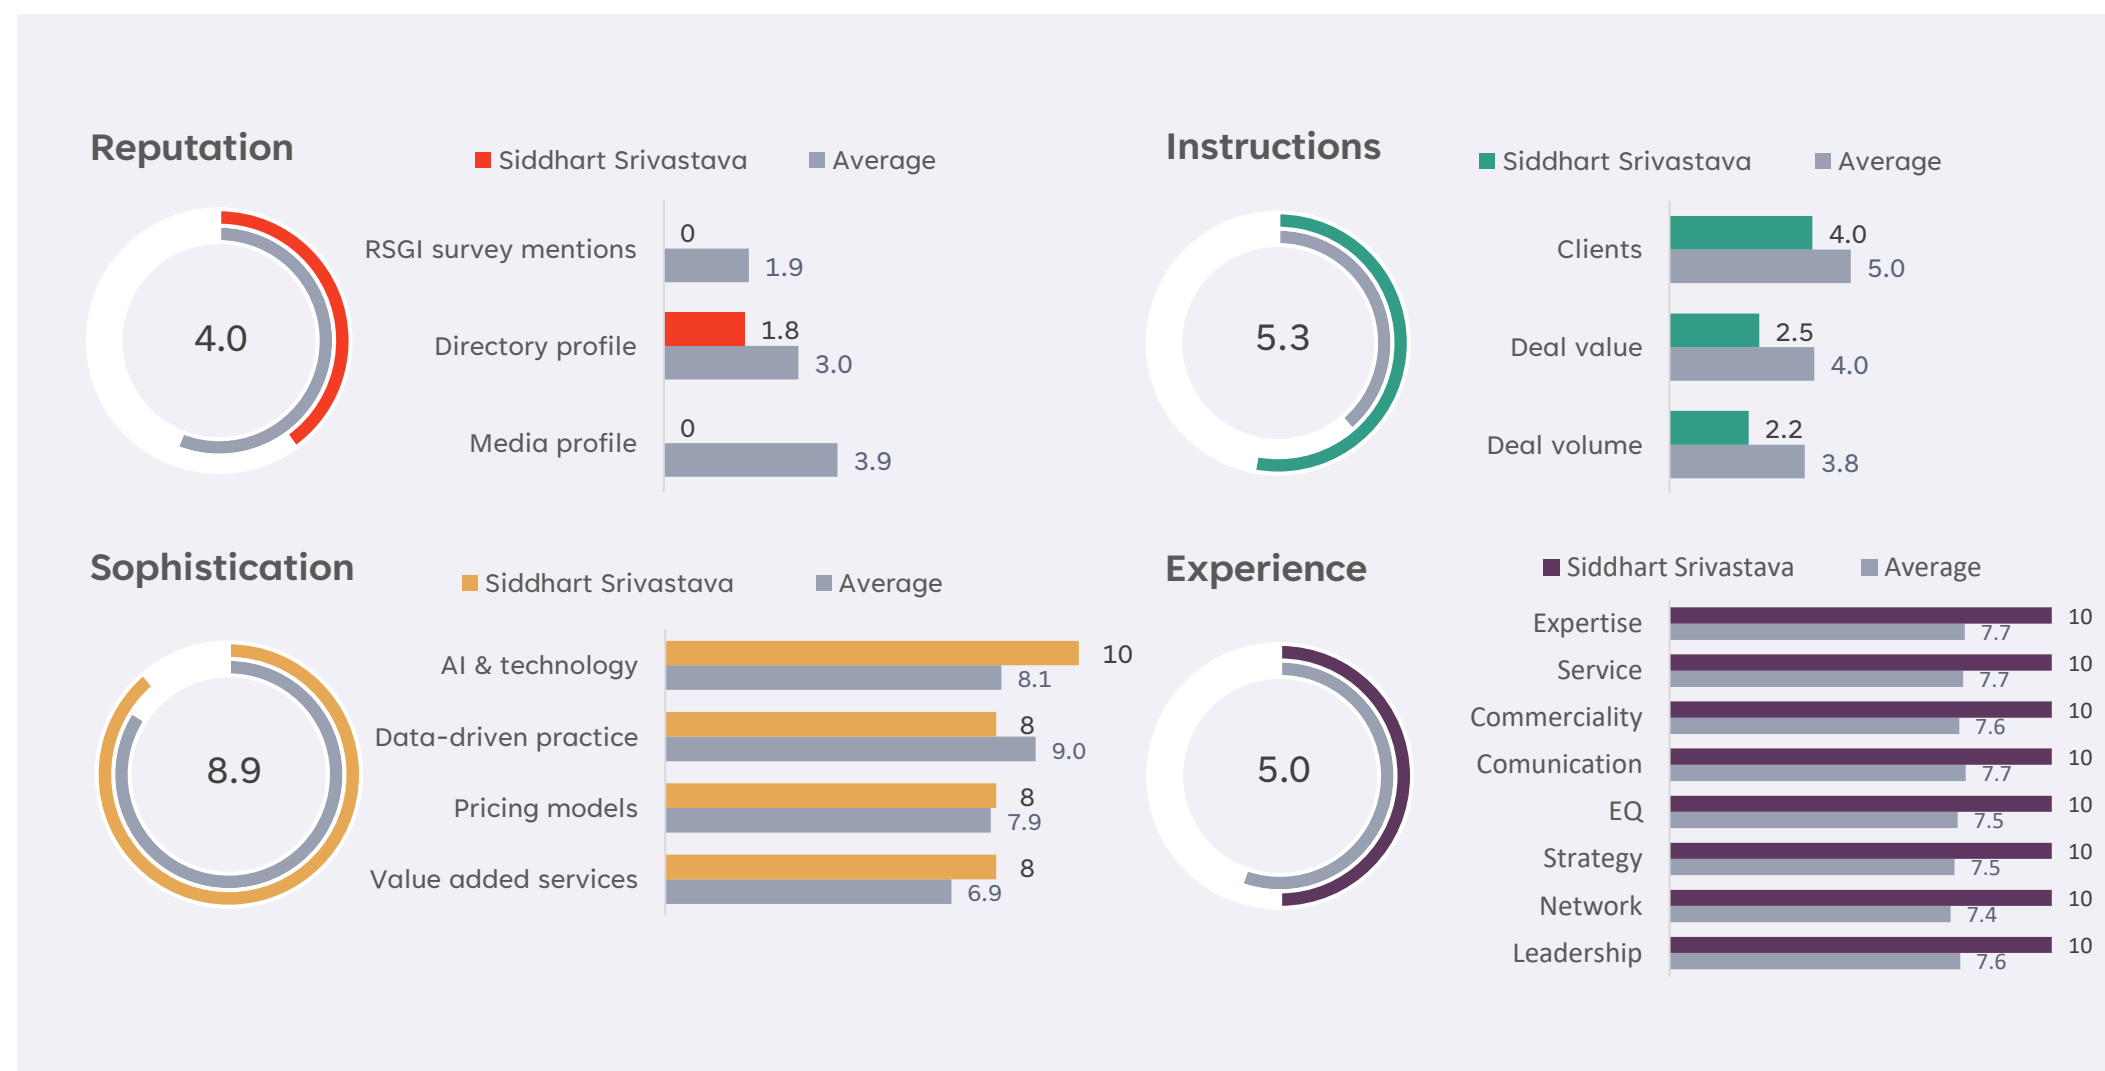 Reputation
Siddhart Srivastava Average
4.0
RSGI survey mentions 0 1.9
Directory profile 1.8 3.0
Media profile 0 3.9
Instructions
Siddhart Srivastava Average
5.3
Clients 4.0 5.0
Deal value 2.5 4.0
Deal volume 2.2 3.8
Sophistication
Siddhart Srivastava Average
8.9
AI & technology 10 8.1
Data-driven practice 8 9.0
Pricing models 8 7.9
Value added services 8 6.9
Experience
Siddhart Srivastava Average
5.0
Expertise 10 7.7
Service 10 7.7
Commerciality 10 7.6
Comunication 10 7.7
EQ 10 7.5
Strategy 10 7.5
Network 10 7.4
Leadership 10 7.6